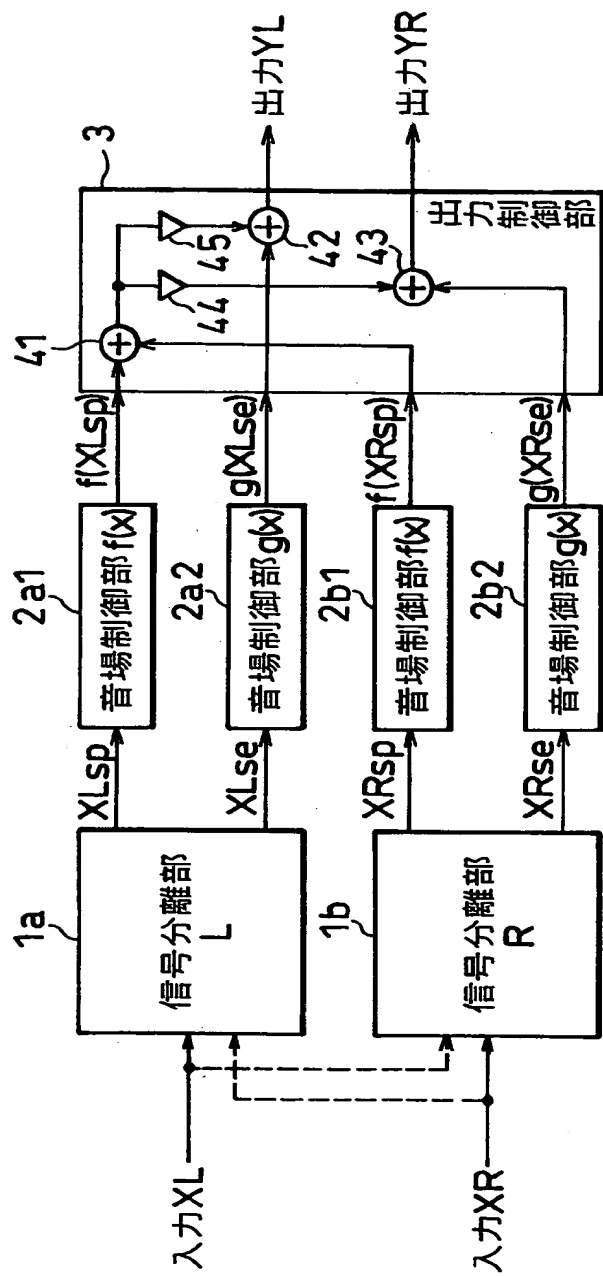 入力XL
入力XR
1a
信号分離部
L
1b
信号分離部
R
XLsp
XLse
XRsp
XRse
2a1
音場制御部f(x)
2a2
音場制御部g(x)
2b1
音場制御部f(x)
2b2
音場制御部g(x)
f(XLsp)
g(XLse)
f(XRsp)
g(XRse)
3
41
45
44
42
43
出力制御部
出力YL
出力YR